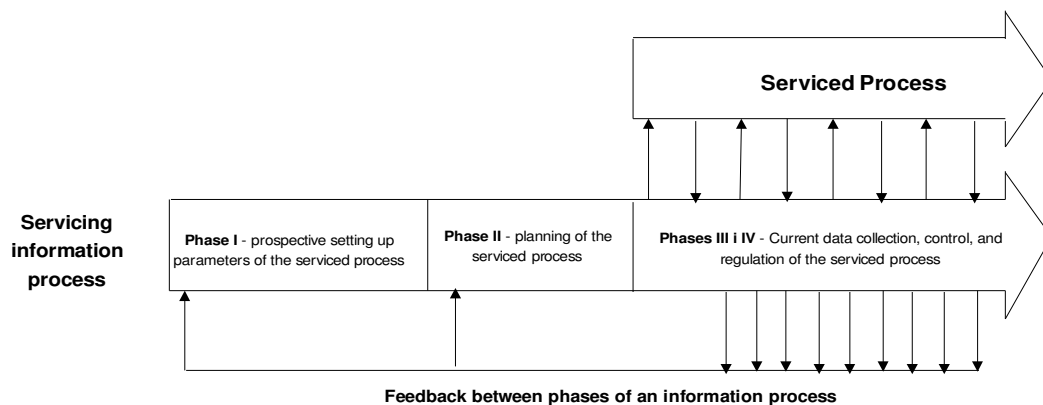 Serviced Process
Servicing
information
process
Phase I - prospective setting up
parameters of the serviced process
Phase II - planning of the
serviced process
Phases III i IV - Current data collection, control, and
regulation of the serviced process
Feedback between phases of an information process